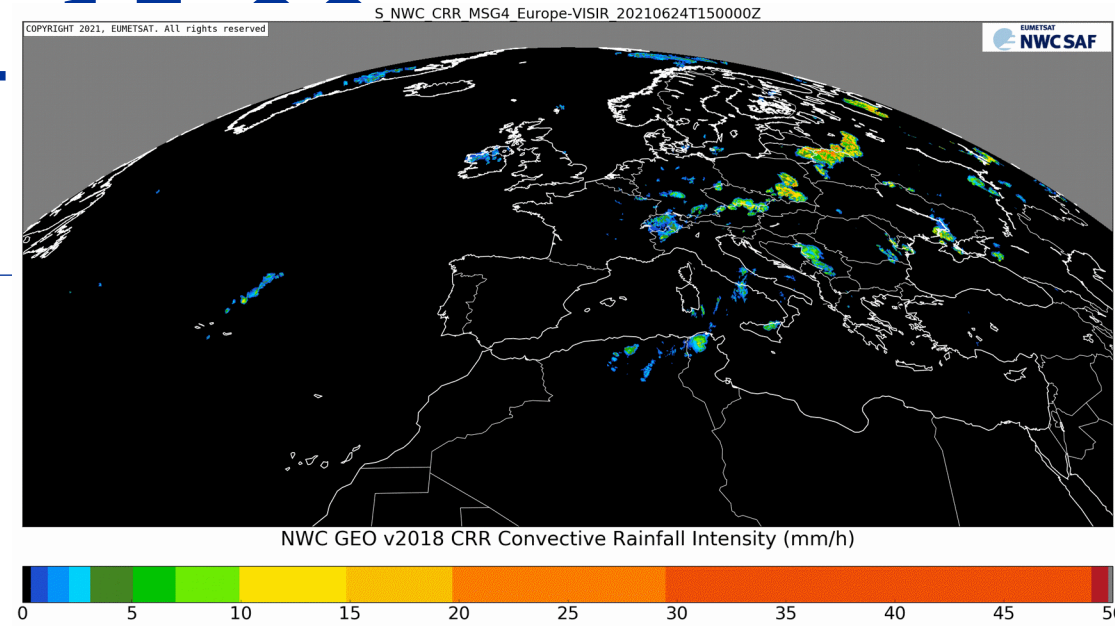 S_NWC_CRR_MSG4_Europe-VISIR_20210624T150000Z
COPYRIGHT 2021, EUMETSAT. All rights reserved
EUMETSAT
NWC SAF
NWC GEO v2018 CRR Convective Rainfall Intensity (mm/h)
0 5 10 15 20 25 30 35 40 45